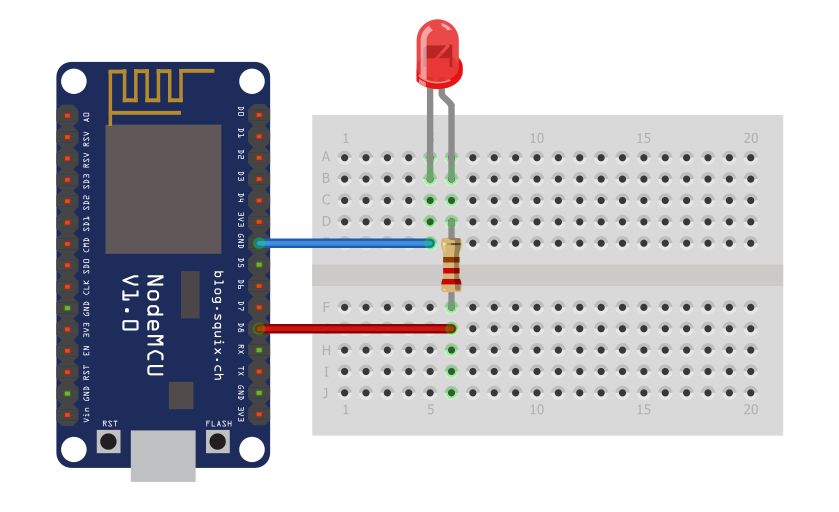 A0
RSV
RSV
SD3
SD2
SD1
CMD
SD0
CLK
GND
3V3
EN
RST
GND
Vin
D0
D1
D2
D3
D4
3V3
GND
D5
D6
D7
D8
RX
TX
GND
3V3
blog.squix.ch
NodeMCU
V1.0
RST
FLASH
1 10 15 20
A
B
C
D
F
H
I
J
1 5 10 15 20